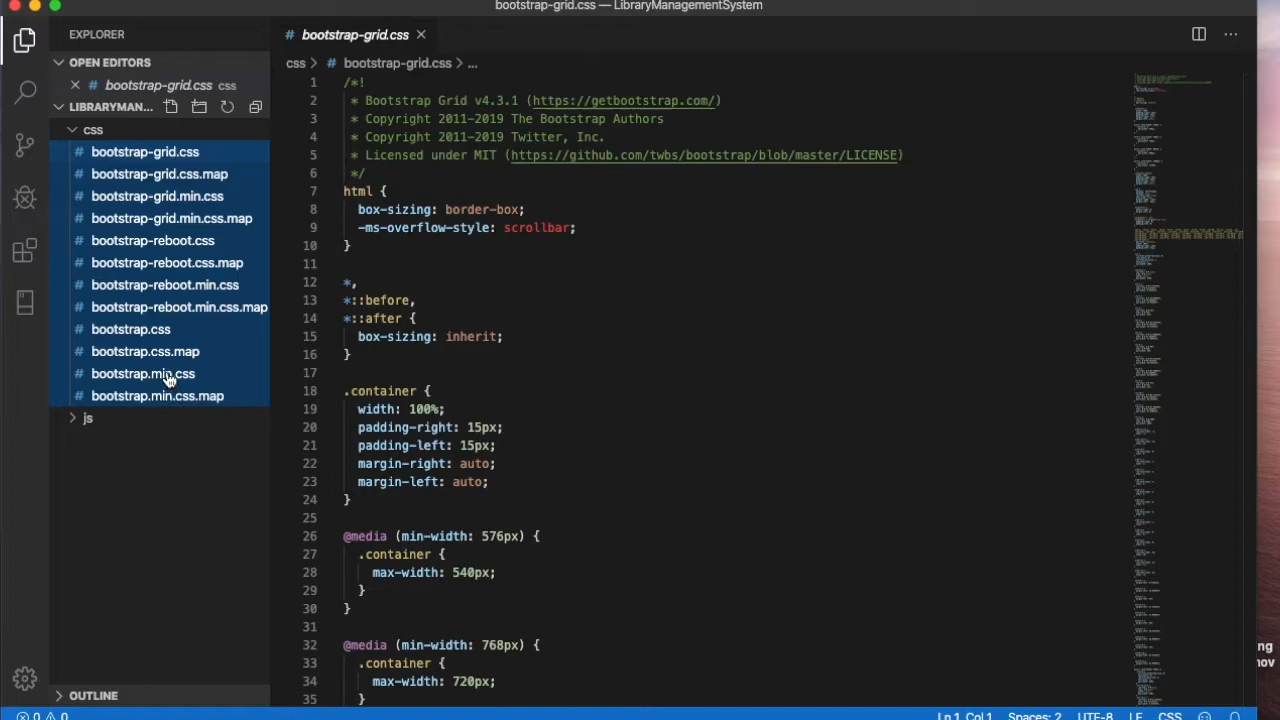 bootstrap-grid.css — LibraryManagementSystem
EXPLORER
OPEN EDITORS
bootstrap-grid.css css
LIBRARYMAN...
css
bootstrap-grid.css
bootstrap-grid.css.map
bootstrap-grid.min.css
bootstrap-grid.min.css.map
bootstrap-reboot.css
bootstrap-reboot.css.map
bootstrap-reboot.min.css
bootstrap-reboot.min.css.map
bootstrap.css
bootstrap.css.map
bootstrap.min.css
bootstrap.min.css.map
js
OUTLINE
bootstrap-grid.css
css > bootstrap-grid.css > ...
1 /*!
2 * Bootstrap Grid v4.3.1 (https://getbootstrap.com/)
3 * Copyright 2011-2019 The Bootstrap Authors
4 * Copyright 2011-2019 Twitter, Inc.
5 * Licensed under MIT (https://github.com/twbs/bootstrap/blob/master/LICENSE)
6 */
7 html {
8 box-sizing: border-box;
9 -ms-overflow-style: scrollbar;
10 }
11
12 *,
13 *::before,
14 *::after {
15 box-sizing: inherit;
16 }
17
18 .container {
19 width: 100%;
20 padding-right: 15px;
21 padding-left: 15px;
22 margin-right: auto;
23 margin-left: auto;
24 }
25
26 @media (min-width: 576px) {
27 .container {
28 max-width: 540px;
29 }
30 }
31
32 @media (min-width: 768px) {
33 .container {
34 max-width: 720px;
35 }
0 0
Ln 1, Col 1 Spaces: 2 UTF-8 LF CSS